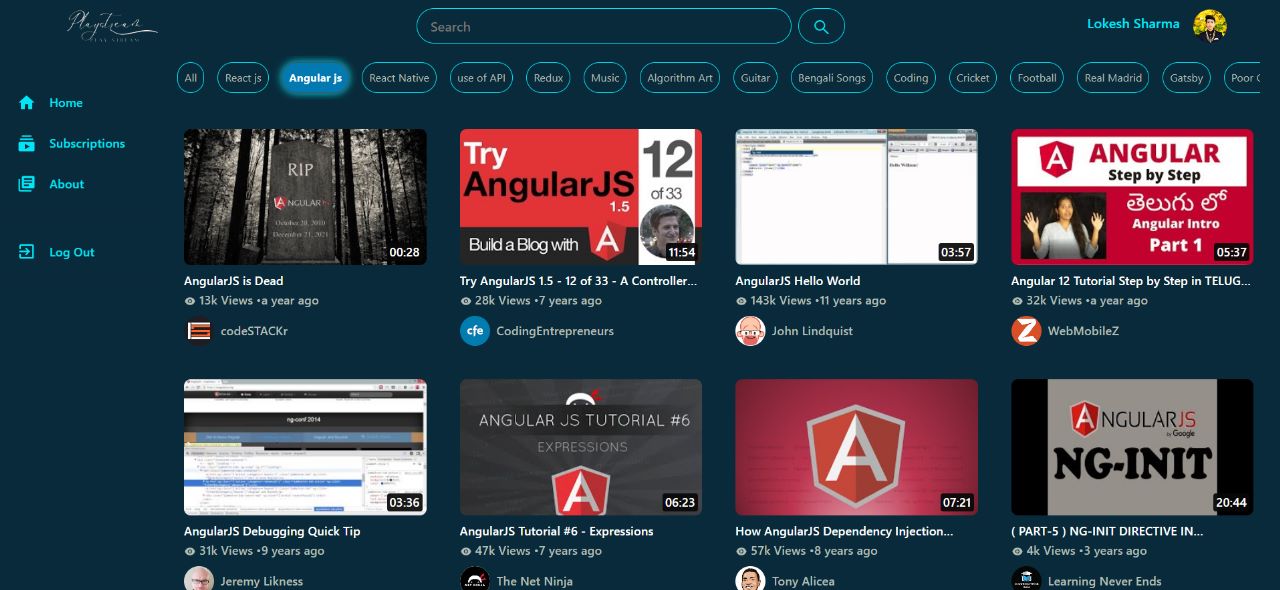 Playstream
PLAY STREAM
Search
Lokesh Sharma
All
React js
Angular js
React Native
use of API
Redux
Music
Algorithm Art
Guitar
Bengali Songs
Coding
Cricket
Football
Real Madrid
Gatsby
Poor
Home
Subscriptions
About
Log Out
RIP
ANGULAR
October 20, 2010
December 31, 2021
00:28
AngularJS is Dead
13k Views •a year ago
codeSTACKr
Try
AngularJS
1.5
12
of 33
Build a Blog with
11:54
Try AngularJS 1.5 - 12 of 33 - A Controller...
28k Views •7 years ago
cfe
CodingEntrepreneurs
03:57
AngularJS Hello World
143k Views •11 years ago
John Lindquist
ANGULAR
Step by Step
తెలుగు లో
Angular Intro
Part 1
05:37
Angular 12 Tutorial Step by Step in TELUG...
32k Views •a year ago
WebMobileZ
ng-conf 2014
03:36
AngularJS Debugging Quick Tip
31k Views •9 years ago
Jeremy Likness
ANGULAR JS TUTORIAL #6
EXPRESSIONS
06:23
AngularJS Tutorial #6 - Expressions
47k Views •7 years ago
The Net Ninja
07:21
How AngularJS Dependency Injection...
57k Views •8 years ago
Tony Alicea
ANGULARJS
by Google
NG-INIT
20:44
( PART-5 ) NG-INIT DIRECTIVE IN...
4k Views •3 years ago
Learning Never Ends